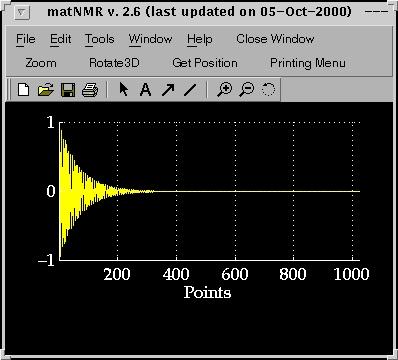 matNMR v. 2.6 (last updated on 05-Oct-2000)
File Edit Tools Window Help Close Window
Zoom Rotate3D Get Position Printing Menu
A
1
0
-1
200 400 600 800 1000
Points